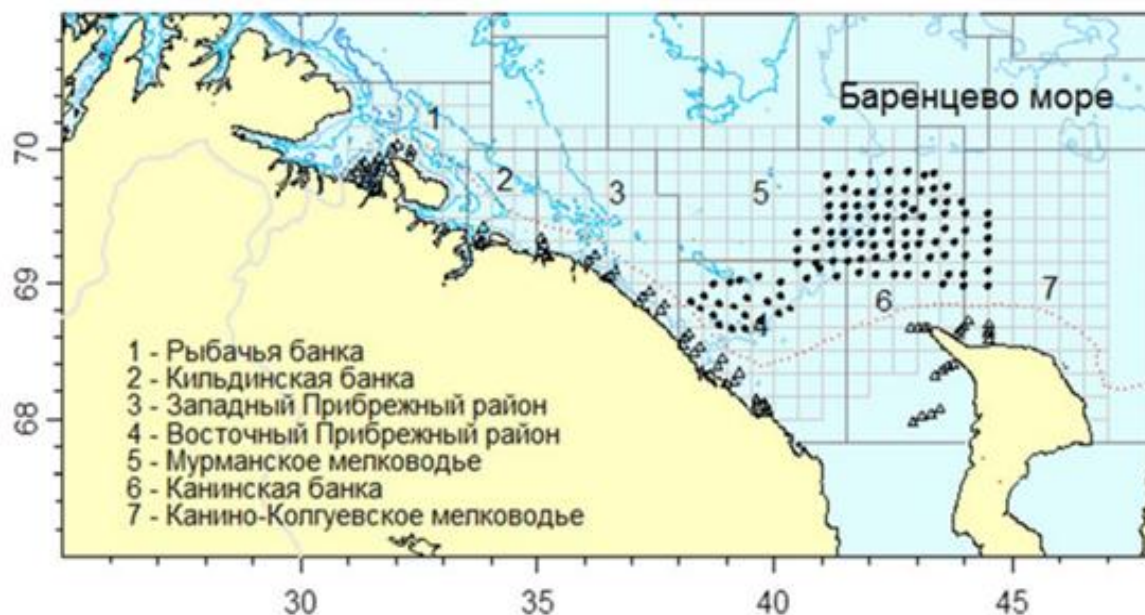 Баренцево море
70
69
68
1
2
3
5
4
6
7
1 - Рыбачья банка
2 - Кильдинская банка
3 - Западный Прибрежный район
4 - Восточный Прибрежный район
5 - Мурманское мелководье
6 - Канинская банка
7 - Канино-Колгуевское мелководье
30 35 40 45